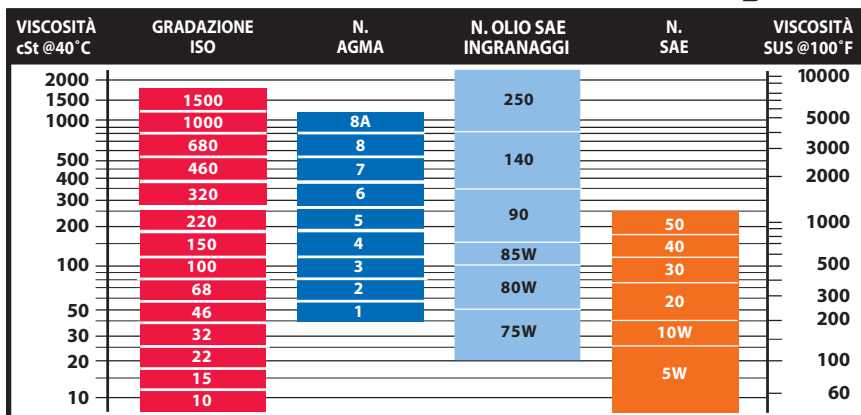 VISCOSITÀ GRADAZIONE N. N. OLIO SAE N. VISCOSITÀ
cSt @40˚C ISO AGMA INGRANAGGI SAE SUS @100˚F
2000 10000
1500 1500 250
1000 1000 8A 5000
680 8 3000
500 460 7 140
400 2000
300 320 6
200 220 5 90 50 1000
150 4 85W 40
100 100 3 30 500
68 2 80W 300
50 46 1 20 200
30 32 75W 10W
20 22 100
15 5W
10 10 60